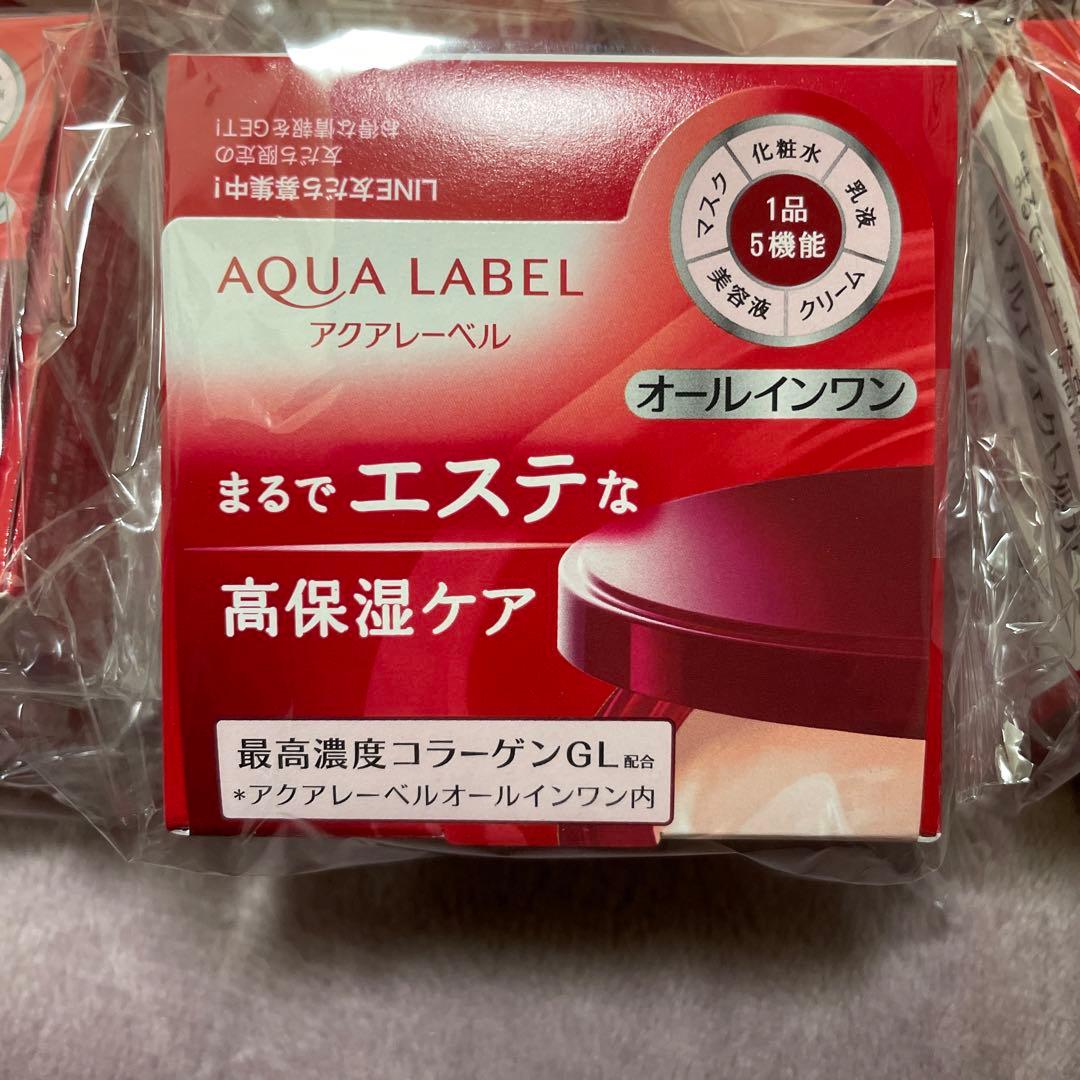 LINE友だち募集中!
友だち限定の
お得な情報をGET!
化粧水
乳液
クリーム
美容液
マスク
1品
5機能
AQUA LABEL
アクアレーベル
オールインワン
まるでエステな
高保湿ケア
最高濃度コラーゲンGL配合
*アクアレーベルオールインワン内